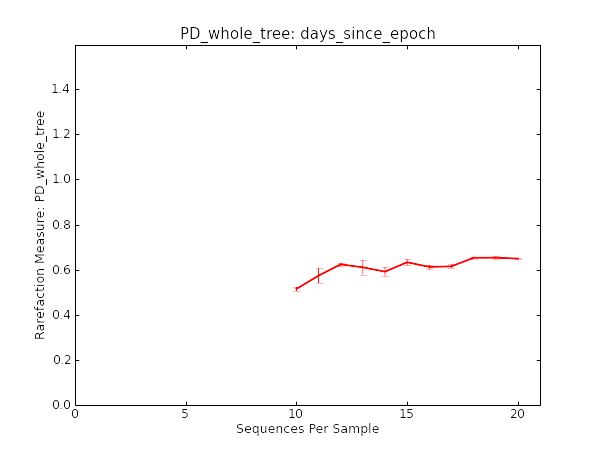 PD_whole_tree: days_since_epoch
Rarefaction Measure: PD_whole_tree
1.4
1.2
1.0
0.8
0.6
0.4
0.2
0.0
0 5 10 15 20
Sequences Per Sample